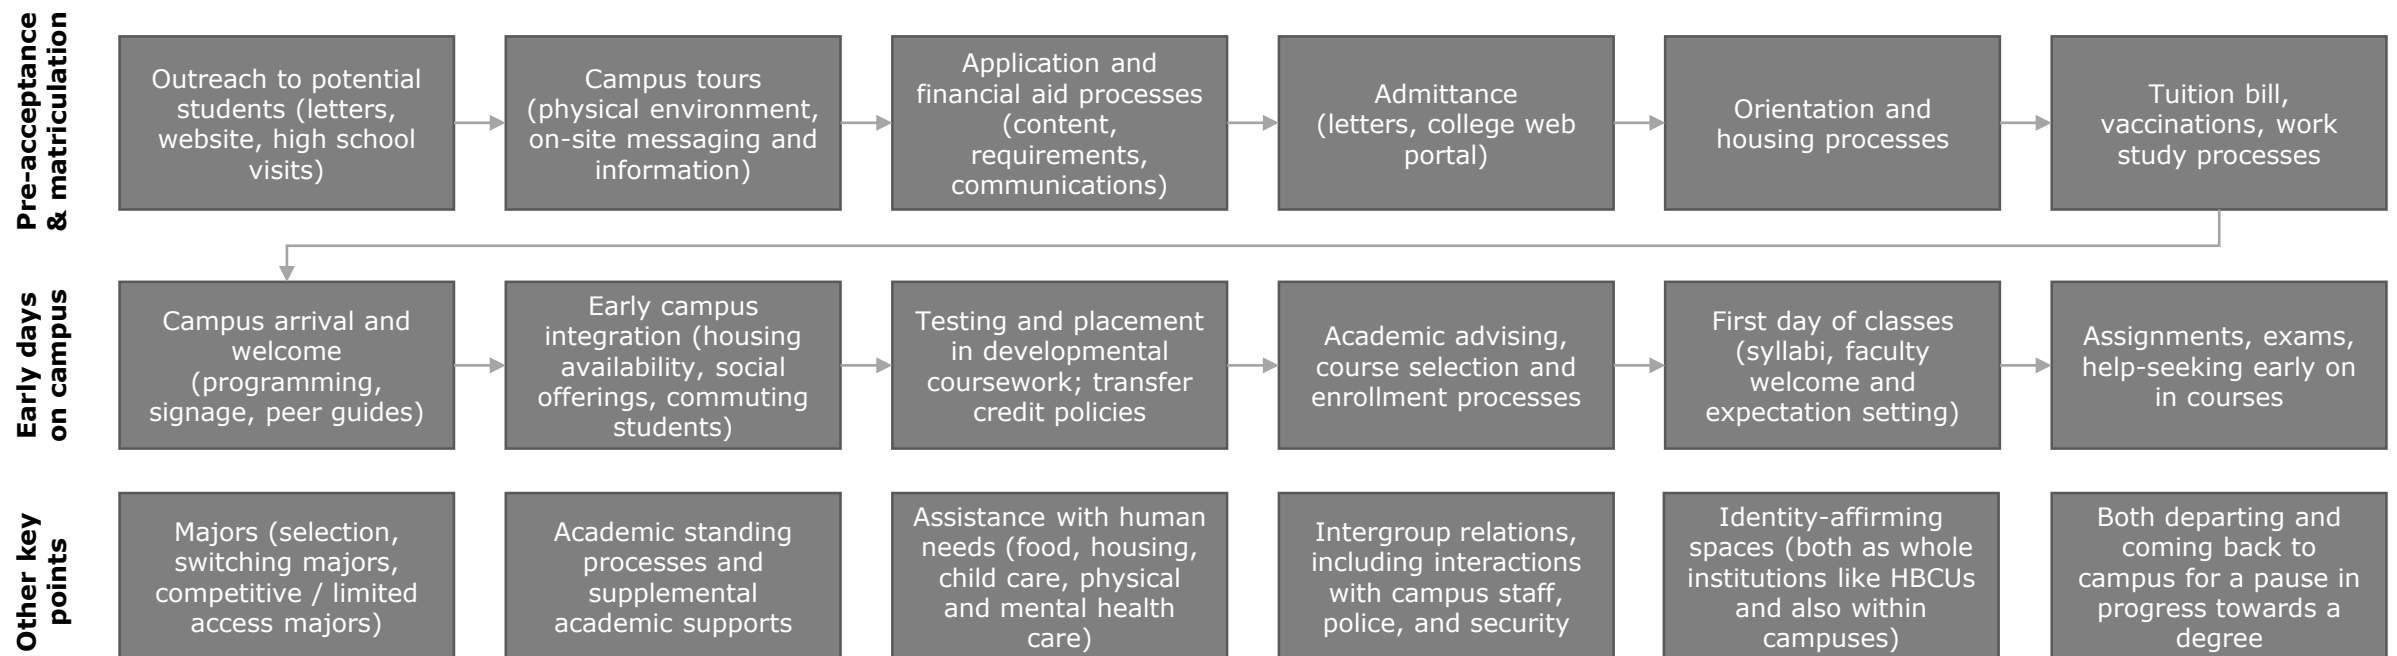 Pre-acceptance
& matriculation
Outreach to potential
students (letters,
website, high school
visits)
Campus tours
(physical environment,
on-site messaging and
information)
Application and
financial aid processes
(content,
requirements,
communications)
Admittance
(letters, college web
portal)
Orientation and
housing processes
Tuition bill,
vaccinations, work
study processes
Early days
on campus
Campus arrival and
welcome
(programming,
signage, peer guides)
Early campus
integration (housing
availability, social
offerings, commuting
students)
Testing and placement
in developmental
coursework; transfer
credit policies
Academic advising,
course selection and
enrollment processes
First day of classes
(syllabi, faculty
welcome and
expectation setting)
Assignments, exams,
help-seeking early on
in courses
Other key
points
Majors (selection,
switching majors,
competitive / limited
access majors)
Academic standing
processes and
supplemental
academic supports
Assistance with human
needs (food, housing,
child care, physical
and mental health
care)
Intergroup relations,
including interactions
with campus staff,
police, and security
Identity-affirming
spaces (both as whole
institutions like HBCUs
and also within
campuses)
Both departing and
coming back to
campus for a pause in
progress towards a
degree